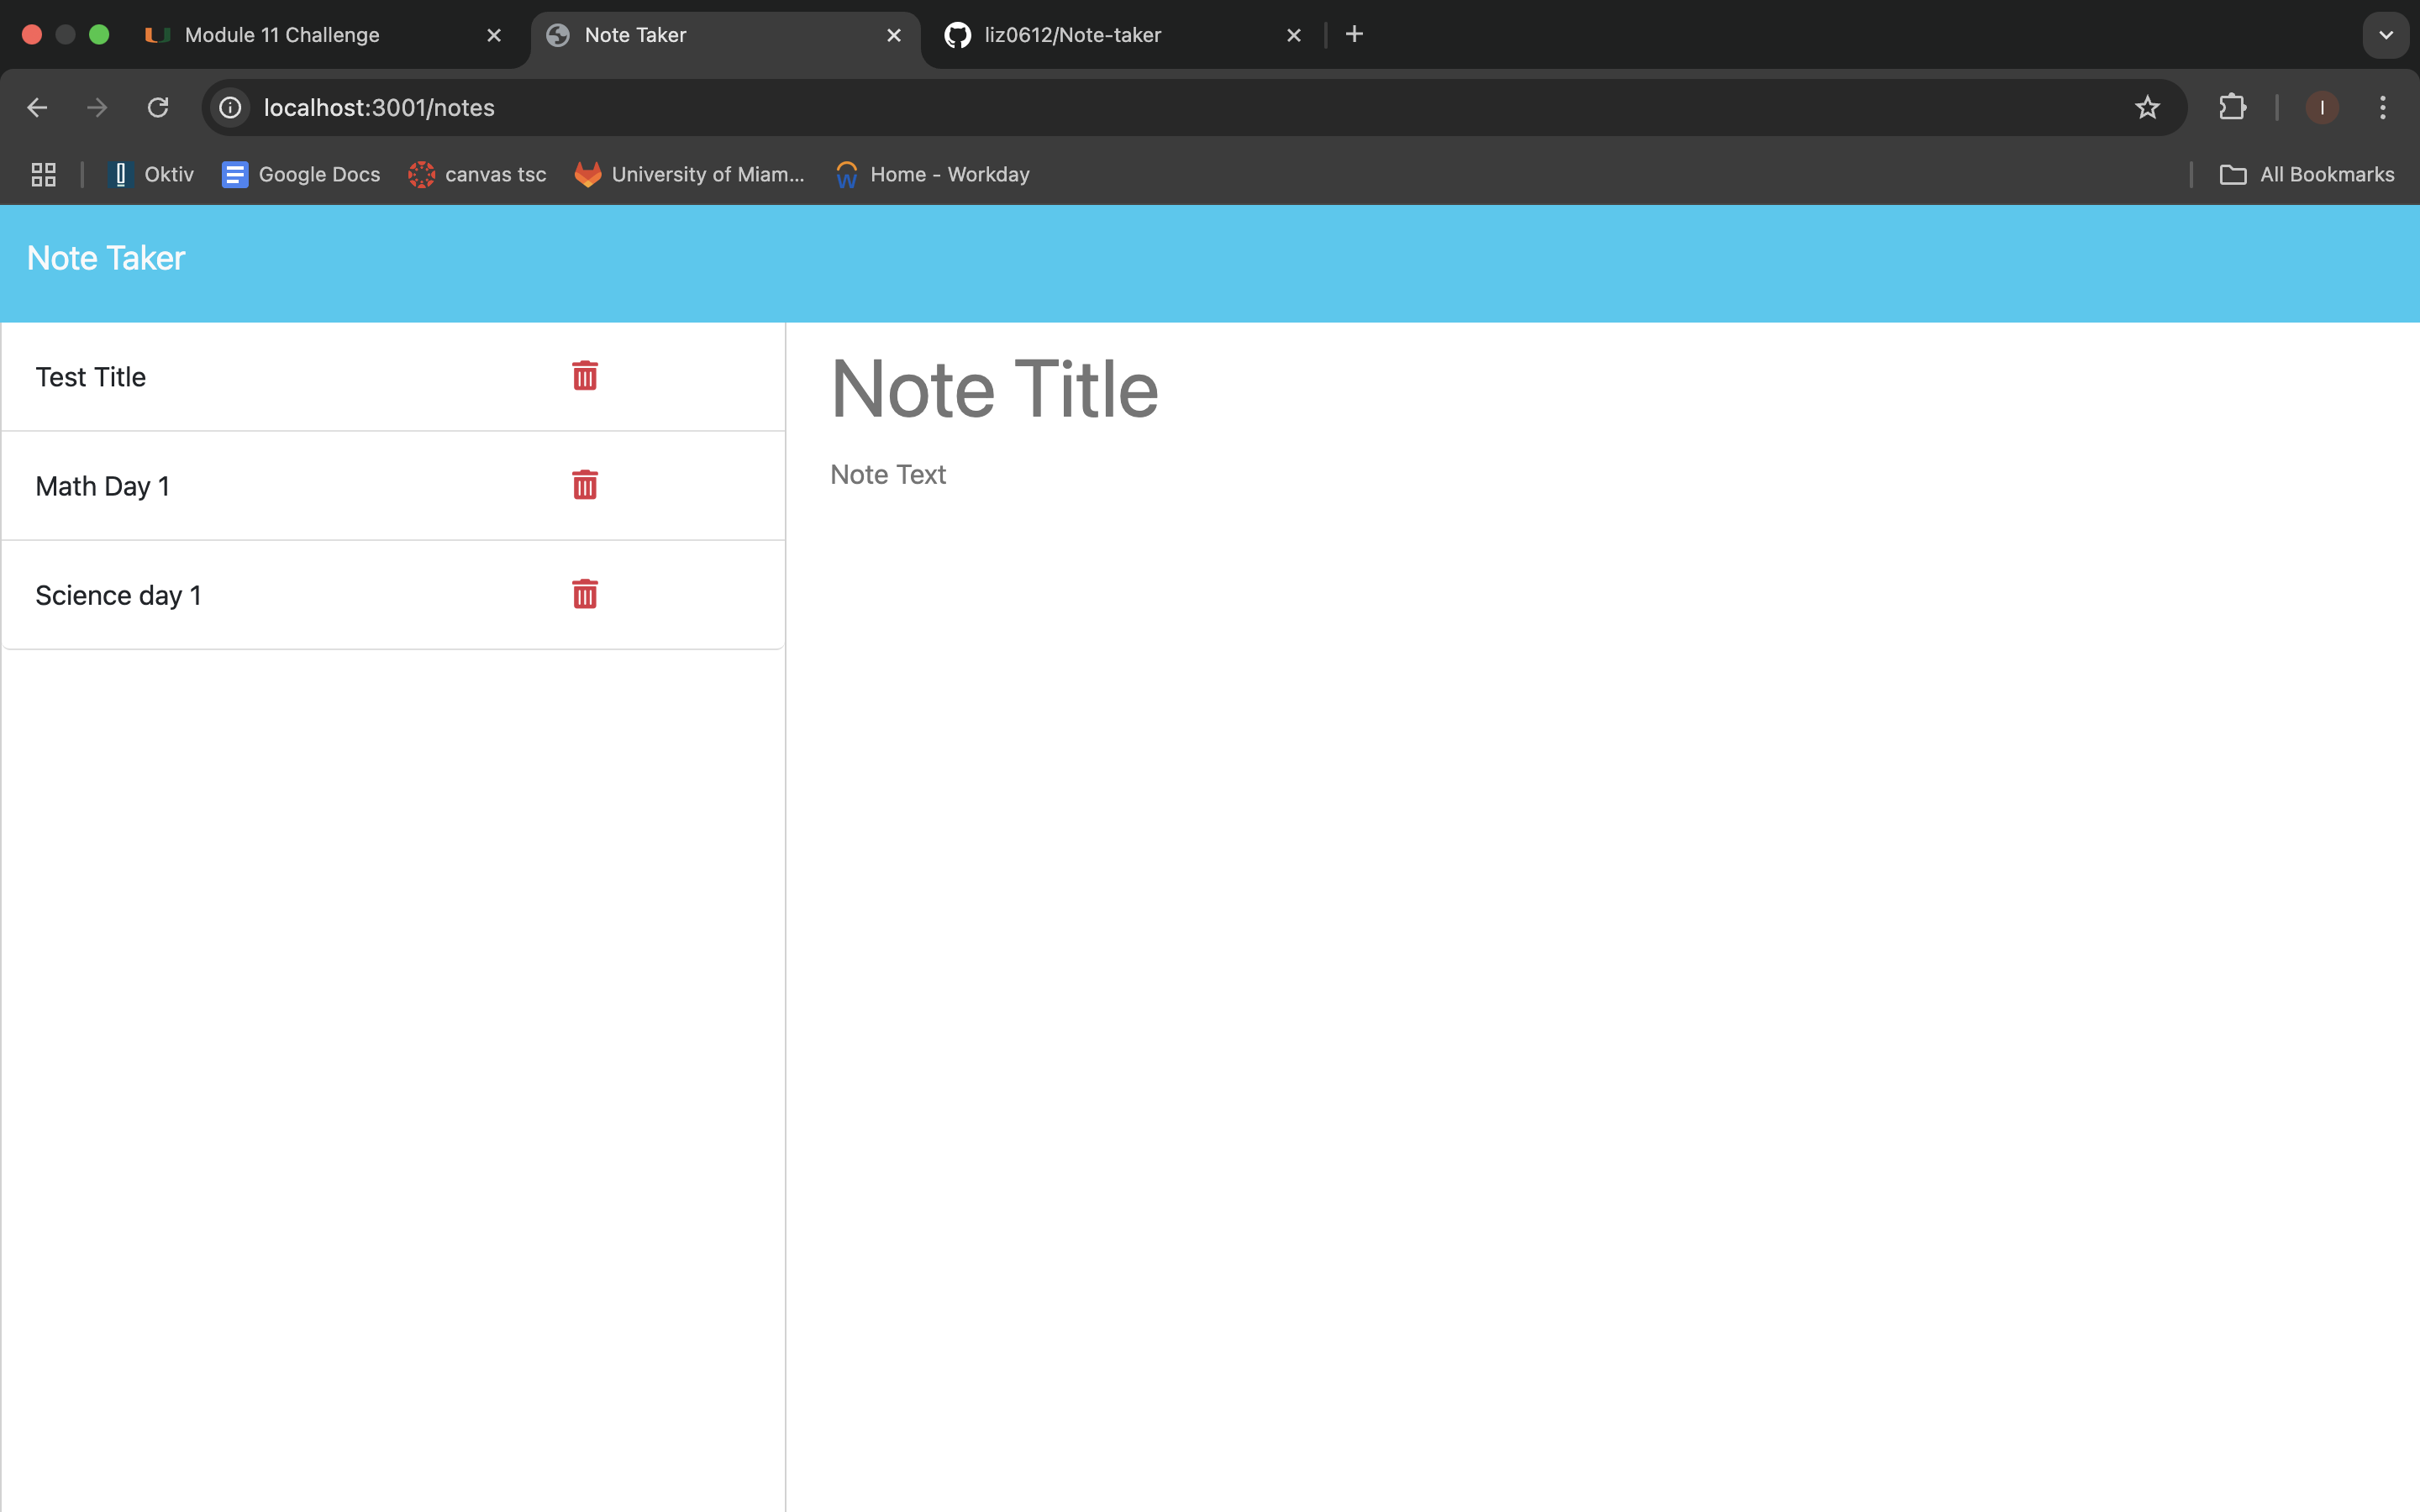 Module 11 Challenge
Note Taker
liz0612/Note-taker
localhost:3001/notes
I
Oktiv
Google Docs
canvas tsc
University of Miam...
Home - Workday
All Bookmarks
Note Taker
Test Title
Math Day 1
Science day 1
Note Title
Note Text